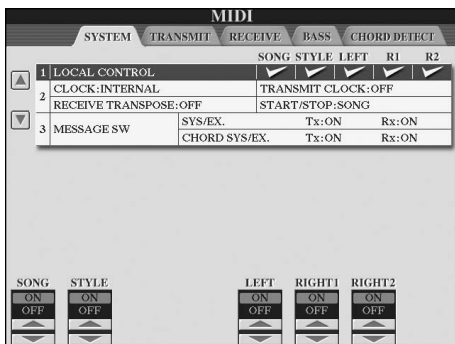 MIDI
SYSTEM TRANSMIT RECEIVE BASS CHORD DETECT
SONG STYLE LEFT R1 R2
1 LOCAL CONTROL
2 CLOCK:INTERNAL TRANSMIT CLOCK:OFF
RECEIVE TRANSPOSE:OFF START/STOP:SONG
3 MESSAGE SW SYS/EX. Tx:ON Rx:ON
CHORD SYS/EX. Tx:ON Rx:ON
SONG STYLE LEFT RIGHT1 RIGHT2
ON ON ON ON ON
OFF OFF OFF OFF OFF